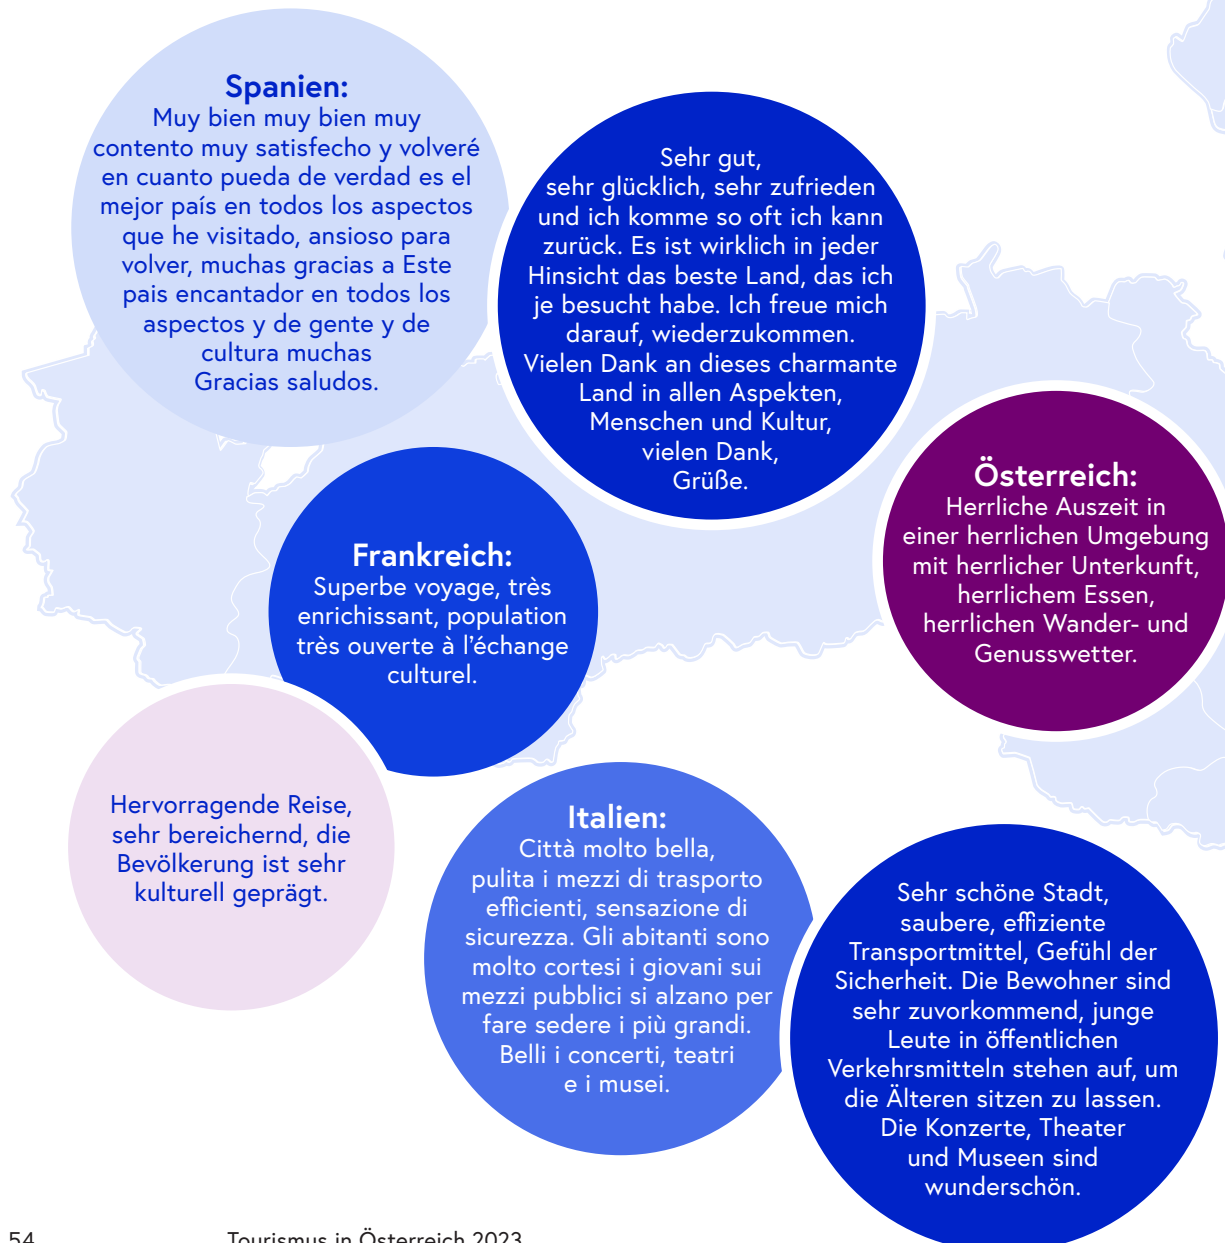 Spanien:
Muy bien muy bien muy
contento muy satisfecho y volveré
en cuanto pueda de verdad es el
mejor país en todos los aspectos
que he visitado, ansioso para
volver, muchas gracias a Este
pais encantador en todos los
aspectos y de gente y de
cultura muchas
Gracias saludos.
Sehr gut,
sehr glücklich, sehr zufrieden
und ich komme so oft ich kann
zurück. Es ist wirklich in jeder
Hinsicht das beste Land, das ich
je besucht habe. Ich freue mich
darauf, wiederzukommen.
Vielen Dank an dieses charmante
Land in allen Aspekten,
Menschen und Kultur,
vielen Dank,
Grüße.
Österreich:
Herrliche Auszeit in
einer herrlichen Umgebung
mit herrlicher Unterkunft,
herrlichem Essen,
herrlichen Wander- und
Genusswetter.
Frankreich:
Superbe voyage, très
enrichissant, population
très ouverte à l'échange
culturel.
Hervorragende Reise,
sehr bereichernd, die
Bevölkerung ist sehr
kulturell geprägt.
Italien:
Città molto bella,
pulita i mezzi di trasporto
efficienti, sensazione di
sicurezza. Gli abitanti sono
molto cortesi i giovani sui
mezzi pubblici si alzano per
fare sedere i più grandi.
Belli i concerti, teatri
e i musei.
Sehr schöne Stadt,
saubere, effiziente
Transportmittel, Gefühl der
Sicherheit. Die Bewohner sind
sehr zuvorkommend, junge
Leute in öffentlichen
Verkehrsmitteln stehen auf, um
die Älteren sitzen zu lassen.
Die Konzerte, Theater
und Museen sind
wunderschön.
54 Tourismus in Österreich 2023